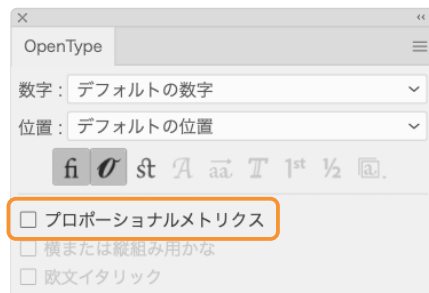 OpenType
数字：デフォルトの数字
位置：デフォルトの位置
fi 𝒪 st A aa T 1st ½ a.
プロポーショナルメトリクス
横または縦組み用かな
欧文イタリック